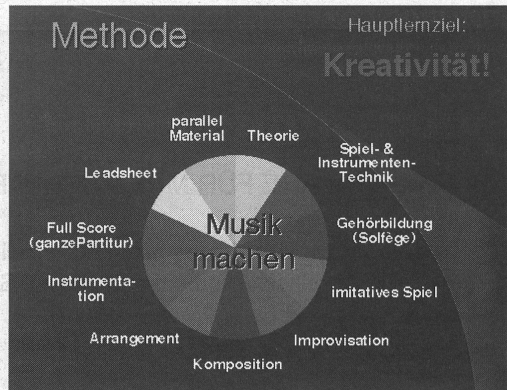 Methode
Hauptlernziel:
Kreativität!
parallel
Material
Theorie
Spiel- &
Instrumenten-
Technik
Gehörbildung
(Solfège)
imitatives Spiel
Improvisation
Komposition
Arrangement
Instrumenta-
tion
Full Score
(ganzePartitur)
Leadsheet
Musik
machen